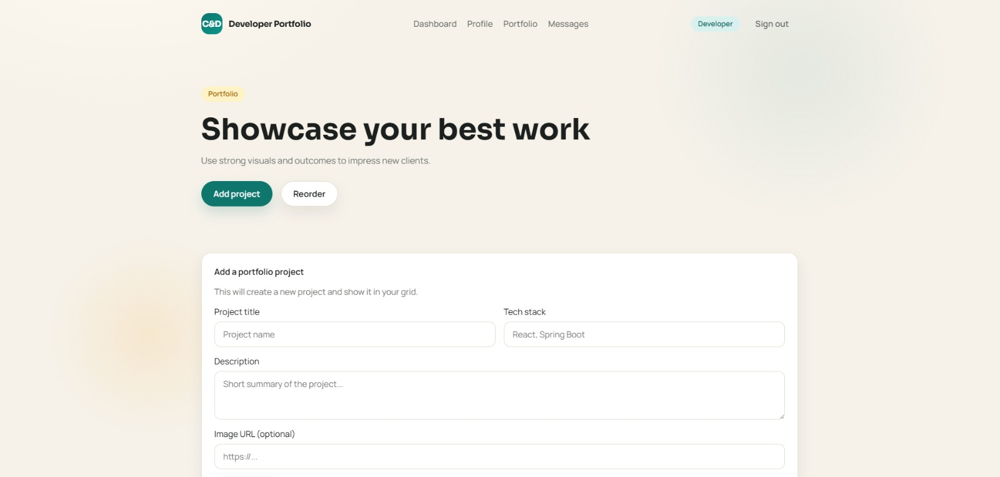 C&D Developer Portfolio Dashboard Profile Portfolio Messages Developer Sign out
Portfolio
Showcase your best work
Use strong visuals and outcomes to impress new clients.
Add project Reorder
Add a portfolio project
This will create a new project and show it in your grid.
Project title Tech stack
Project name React, Spring Boot
Description
Short summary of the project...
Image URL (optional)
https://...